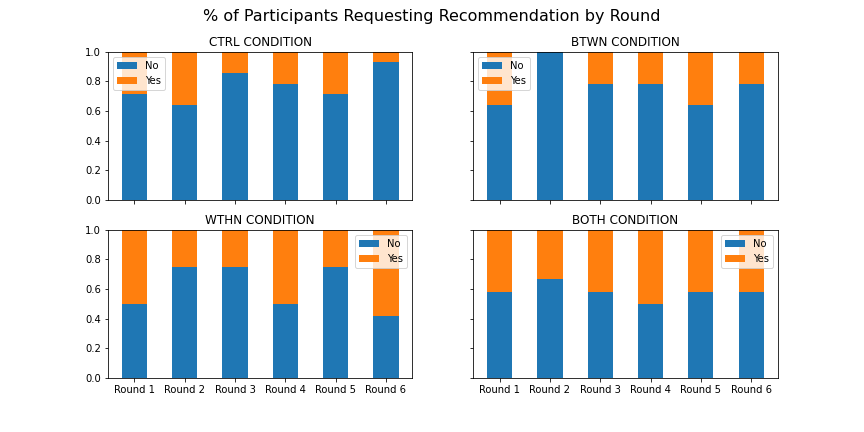 % of Participants Requesting Recommendation by Round
CTRL CONDITION
1.0
0.8
0.6
0.4
0.2
0.0
No
Yes
BTWN CONDITION
No
Yes
WTHN CONDITION
1.0
0.8
0.6
0.4
0.2
0.0
No
Yes
Round 1 Round 2 Round 3 Round 4 Round 5 Round 6
BOTH CONDITION
No
Yes
Round 1 Round 2 Round 3 Round 4 Round 5 Round 6